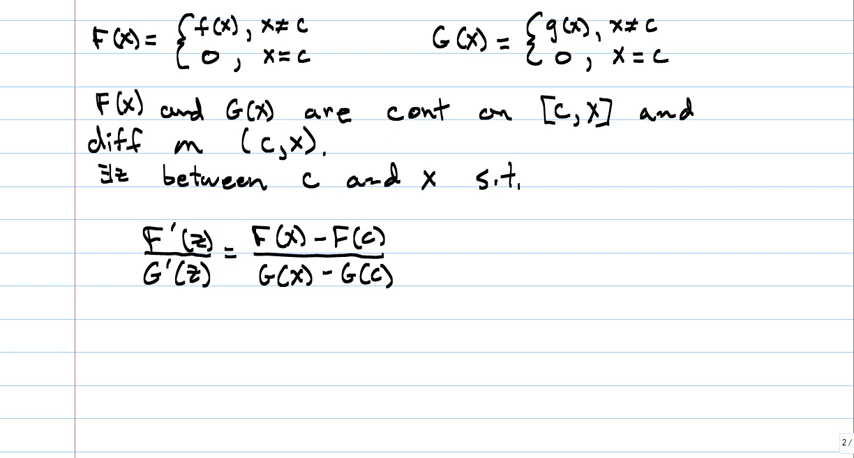 F(x) = { f(x), x≠c    G(x) = { g(x), x≠c
0, x=c    0, x=c
F(x) and G(x) are cont on [c, x] and
diff on (c, x).
∃z between c and x s.t.
F'(z)/G'(z) = (F(x) - F(c))/(G(x) - G(c))
2/